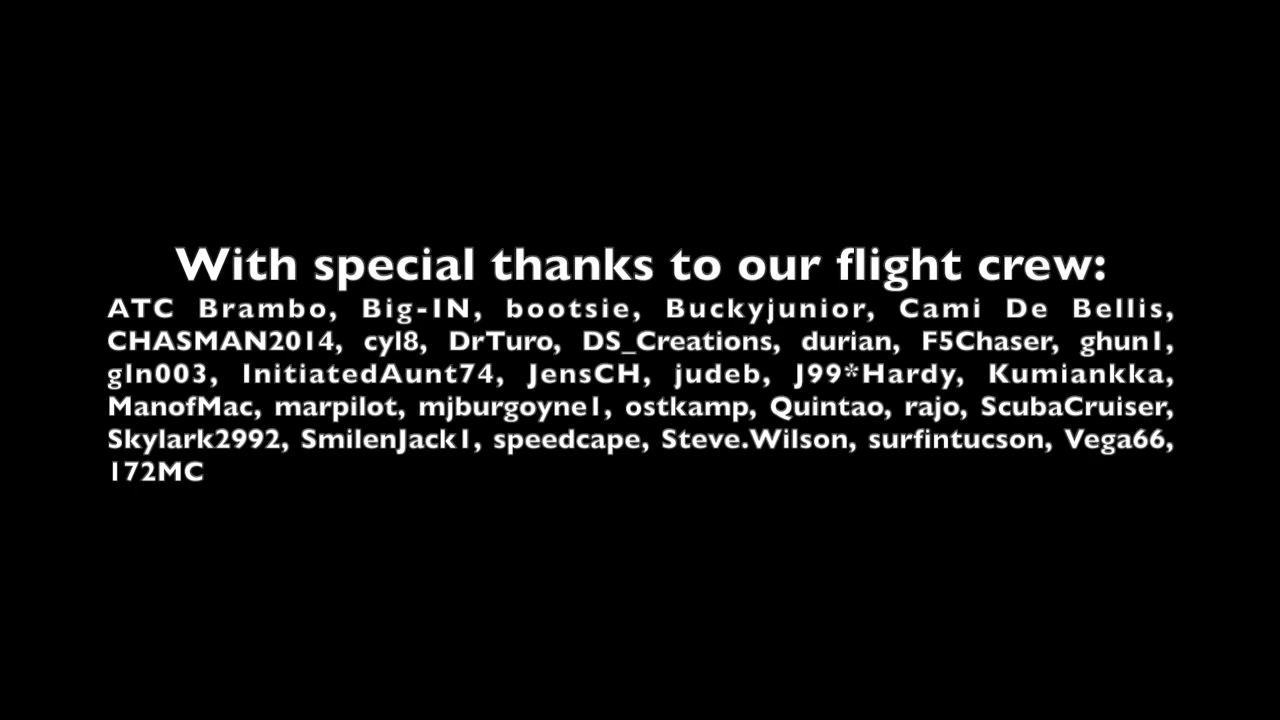 With special thanks to our flight crew:
ATC Brambo, Big-IN, bootsie, Buckyjunior, Cami De Bellis,
CHASMAN2014, cyl8, DrTuro, DS_Creations, durian, F5Chaser, ghun1,
gln003, InitiatedAunt74, JensCH, judeb, J99*Hardy, Kumiankka,
ManofMac, marpilot, mjburgoyne1, ostkamp, Quintao, rajo, ScubaCruiser,
Skylark2992, SmilenJack1, speedcape, Steve.Wilson, surfintucson, Vega66,
172MC